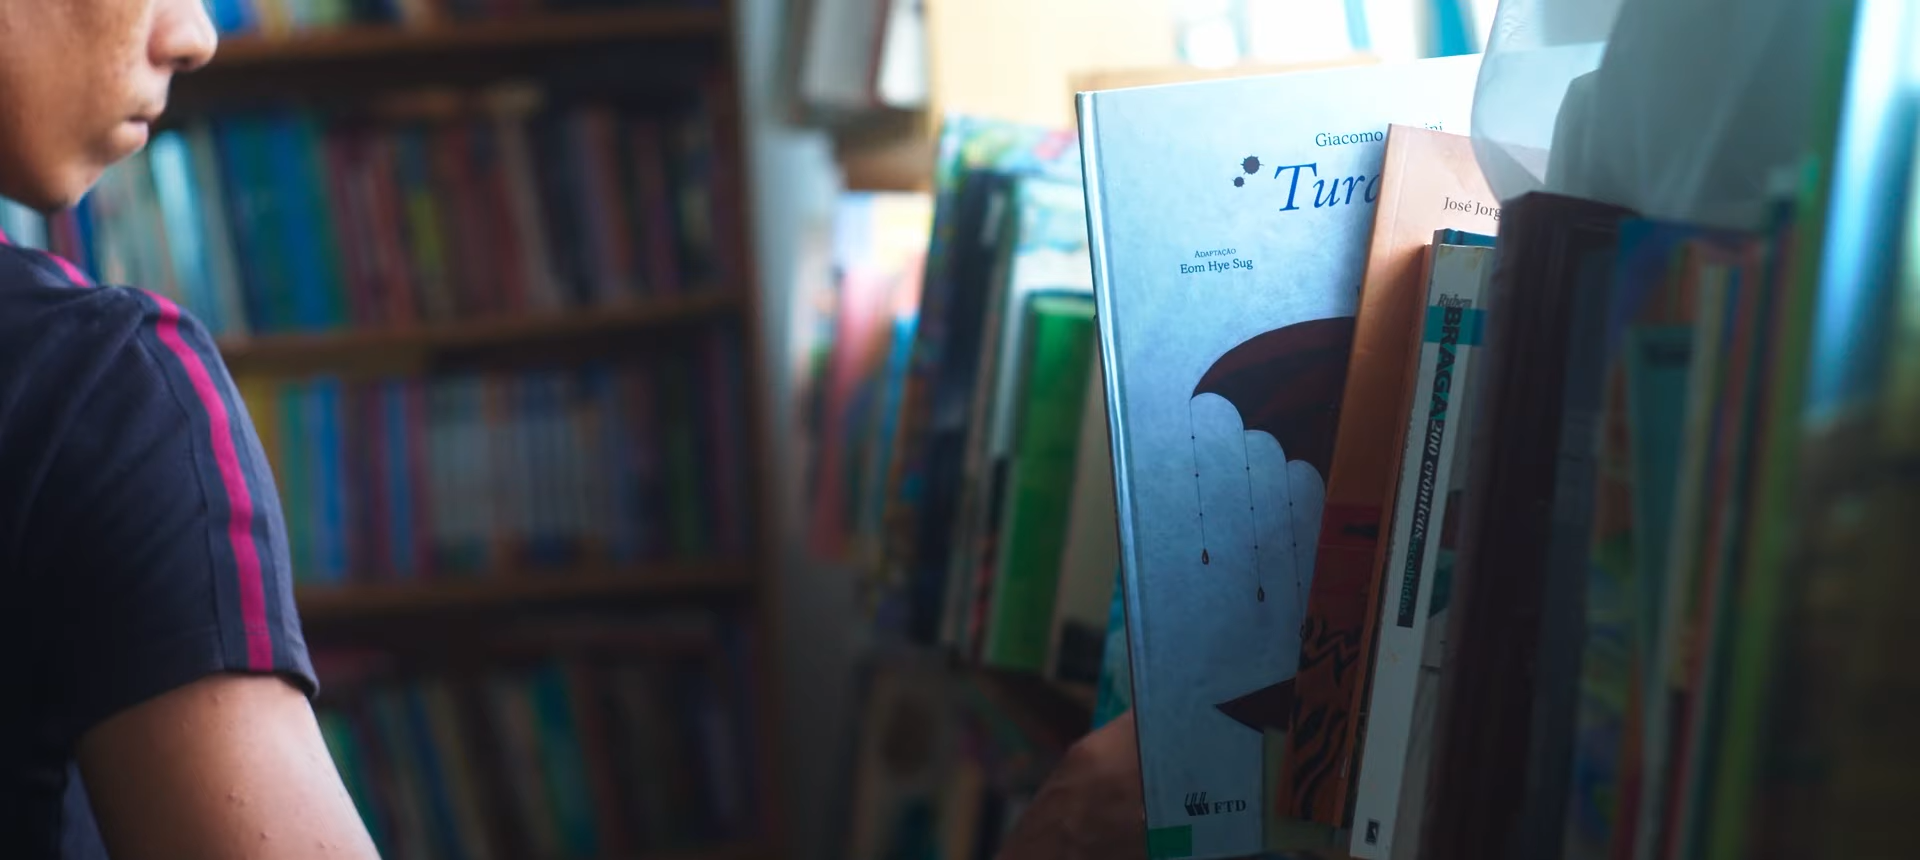 Giacomo
Turc
ADAPTAÇÃO
Eom Hye Sug
FTD
José Jorg
Rubem
BRAGA 200 crônicas escolhidas